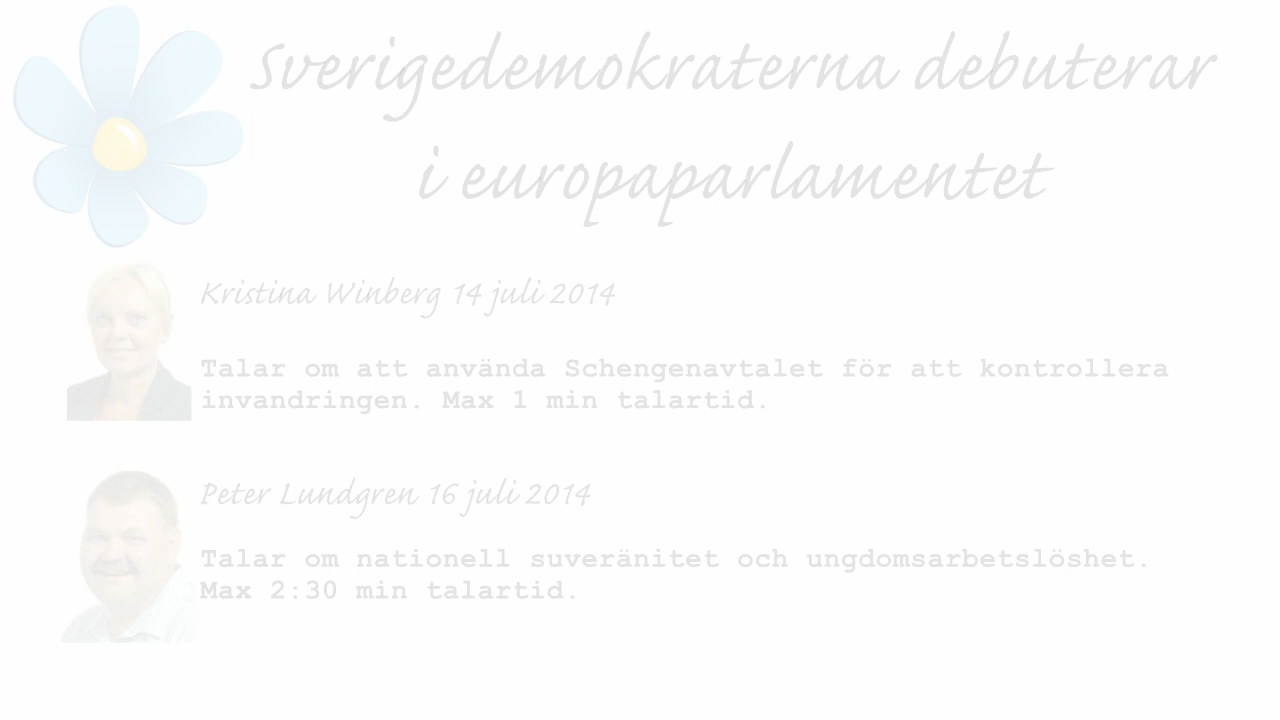 Sverigedemokraterna debuterar
i europaparlamentet
Kristina Winberg 14 juli 2014
Talar om att använda Schengenavtalet för att kontrollera
invandringen. Max 1 min talartid.
Peter Lundgren 16 juli 2014
Talar om nationell suveränitet och ungdomsarbetslöshet.
Max 2:30 min talartid.